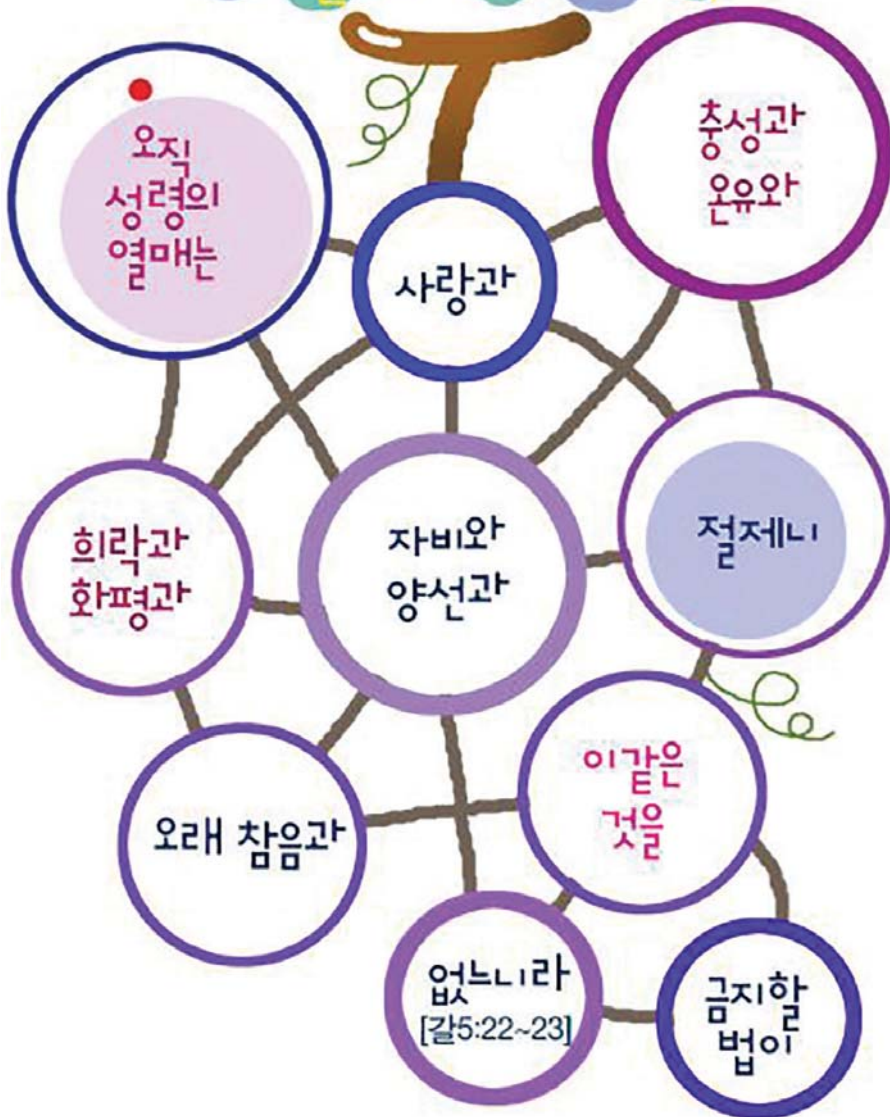 오직
성령의
열매는
충성과
온유와
사랑과
희락과
화평과
자비와
양선과
절제니
오래 참음과
이같은
것을
없느니라
[갈5:22~23]
금지할
법이